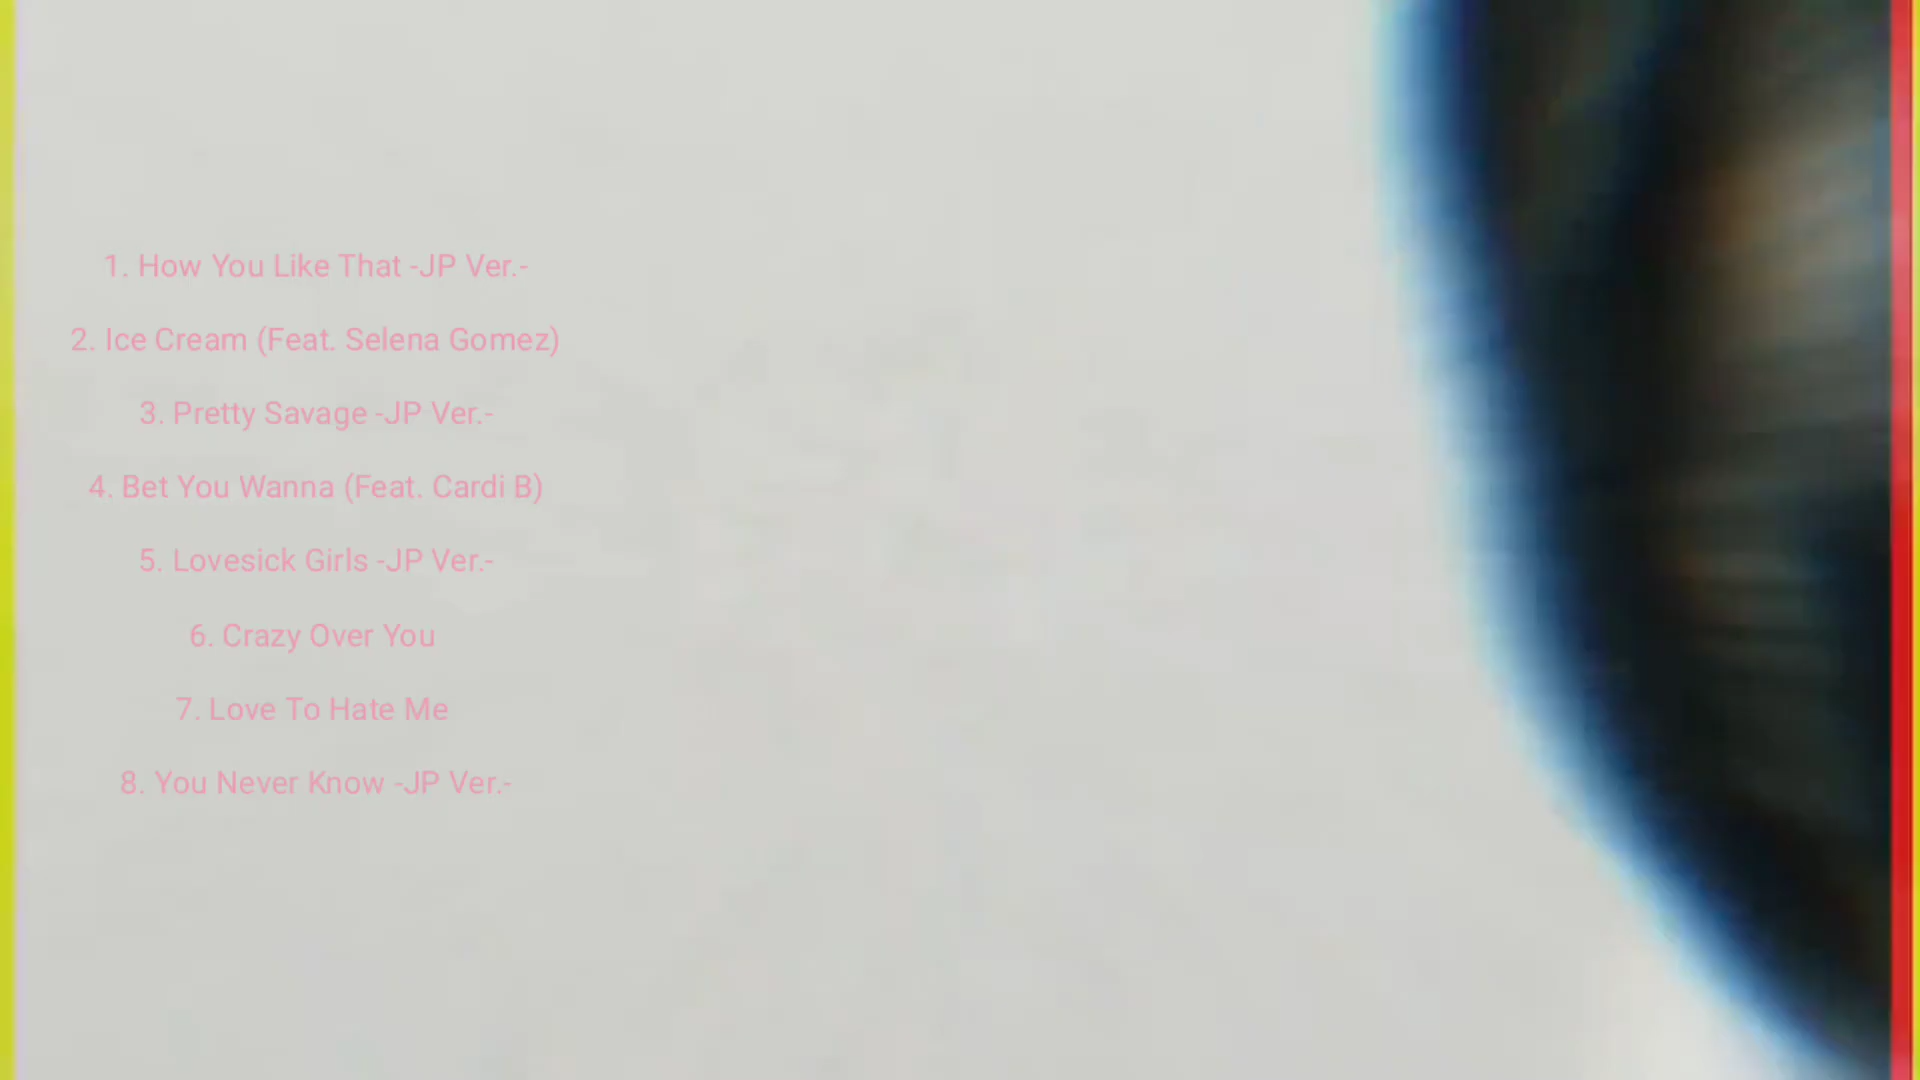 1. How You Like That -JP Ver.-
2. Ice Cream (Feat. Selena Gomez)
3. Pretty Savage -JP Ver.-
4. Bet You Wanna (Feat. Cardi B)
5. Lovesick Girls -JP Ver.-
6. Crazy Over You
7. Love To Hate Me
8. You Never Know -JP Ver.-